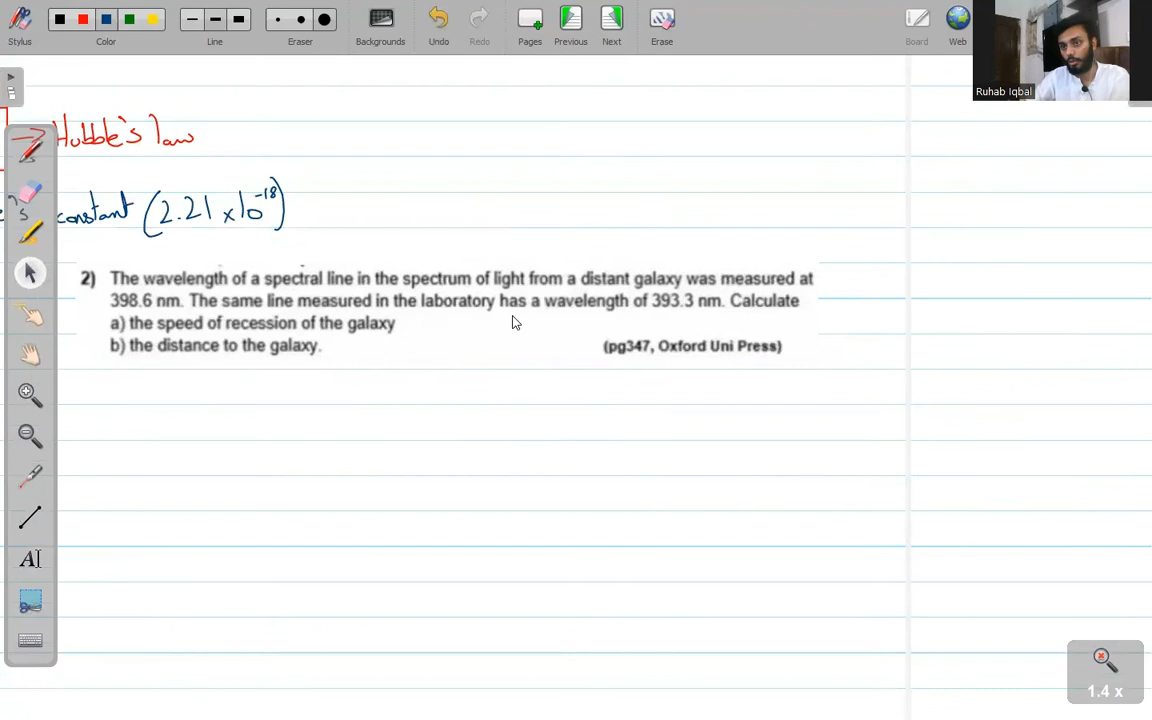 Stylus
Color
Line
Eraser
Backgrounds
Undo
Redo
Pages
Previous
Next
Erase
Board
Web
Ruhab Iqbal
→ Hubble's law
constant (2.21 x 10⁻¹⁸)
2) The wavelength of a spectral line in the spectrum of light from a distant galaxy was measured at
398.6 nm. The same line measured in the laboratory has a wavelength of 393.3 nm. Calculate
a) the speed of recession of the galaxy
b) the distance to the galaxy. (pg347, Oxford Uni Press)
AI
1.4 x